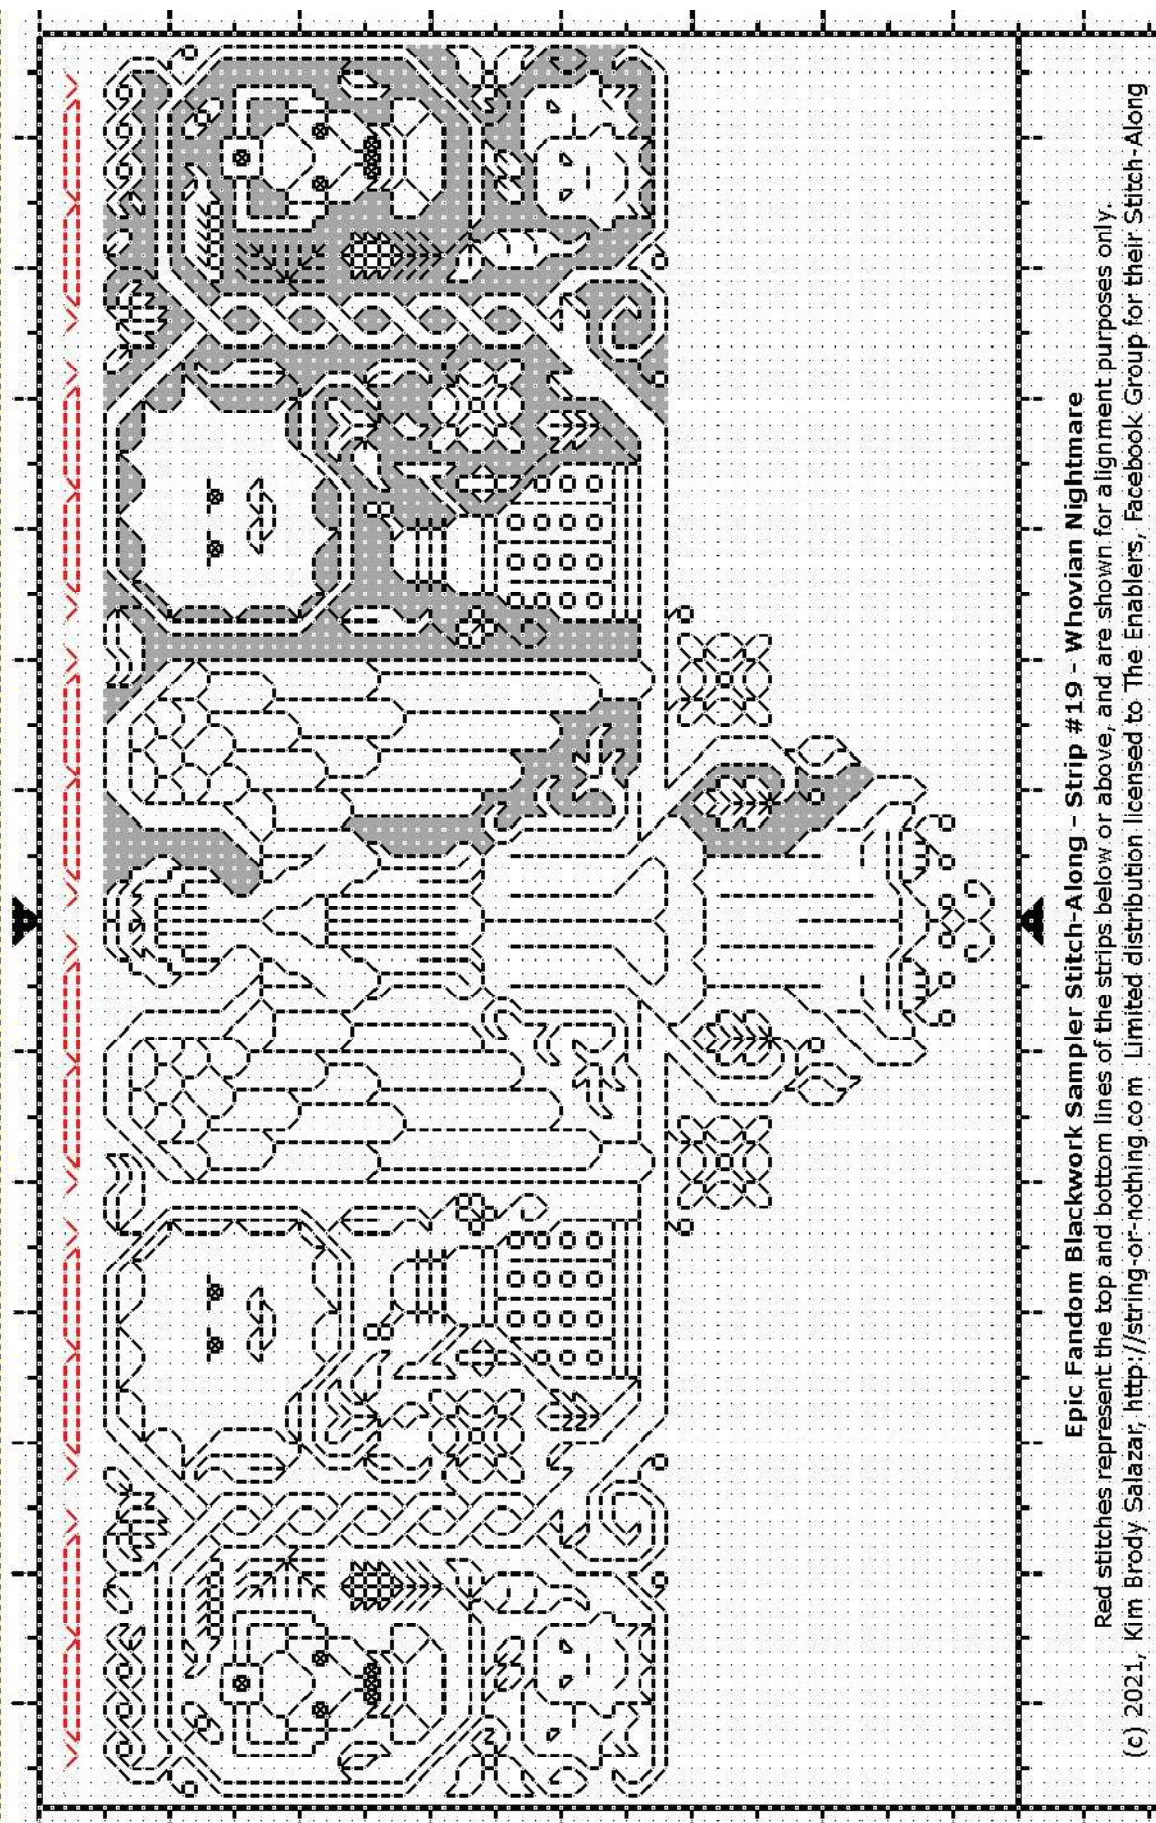 Epic Fandom Blackwork Sampler Stitch-Along - Strip #19 - Whovian Nightmare
Red stitches represent the top and bottom lines of the strips below or above, and are shown for alignment purposes only.
(c) 2021, Kim Brody Salazar, http://string-or-nothing.com Limited distribution licensed to The Enablers, Facebook Group for their Stitch-Along